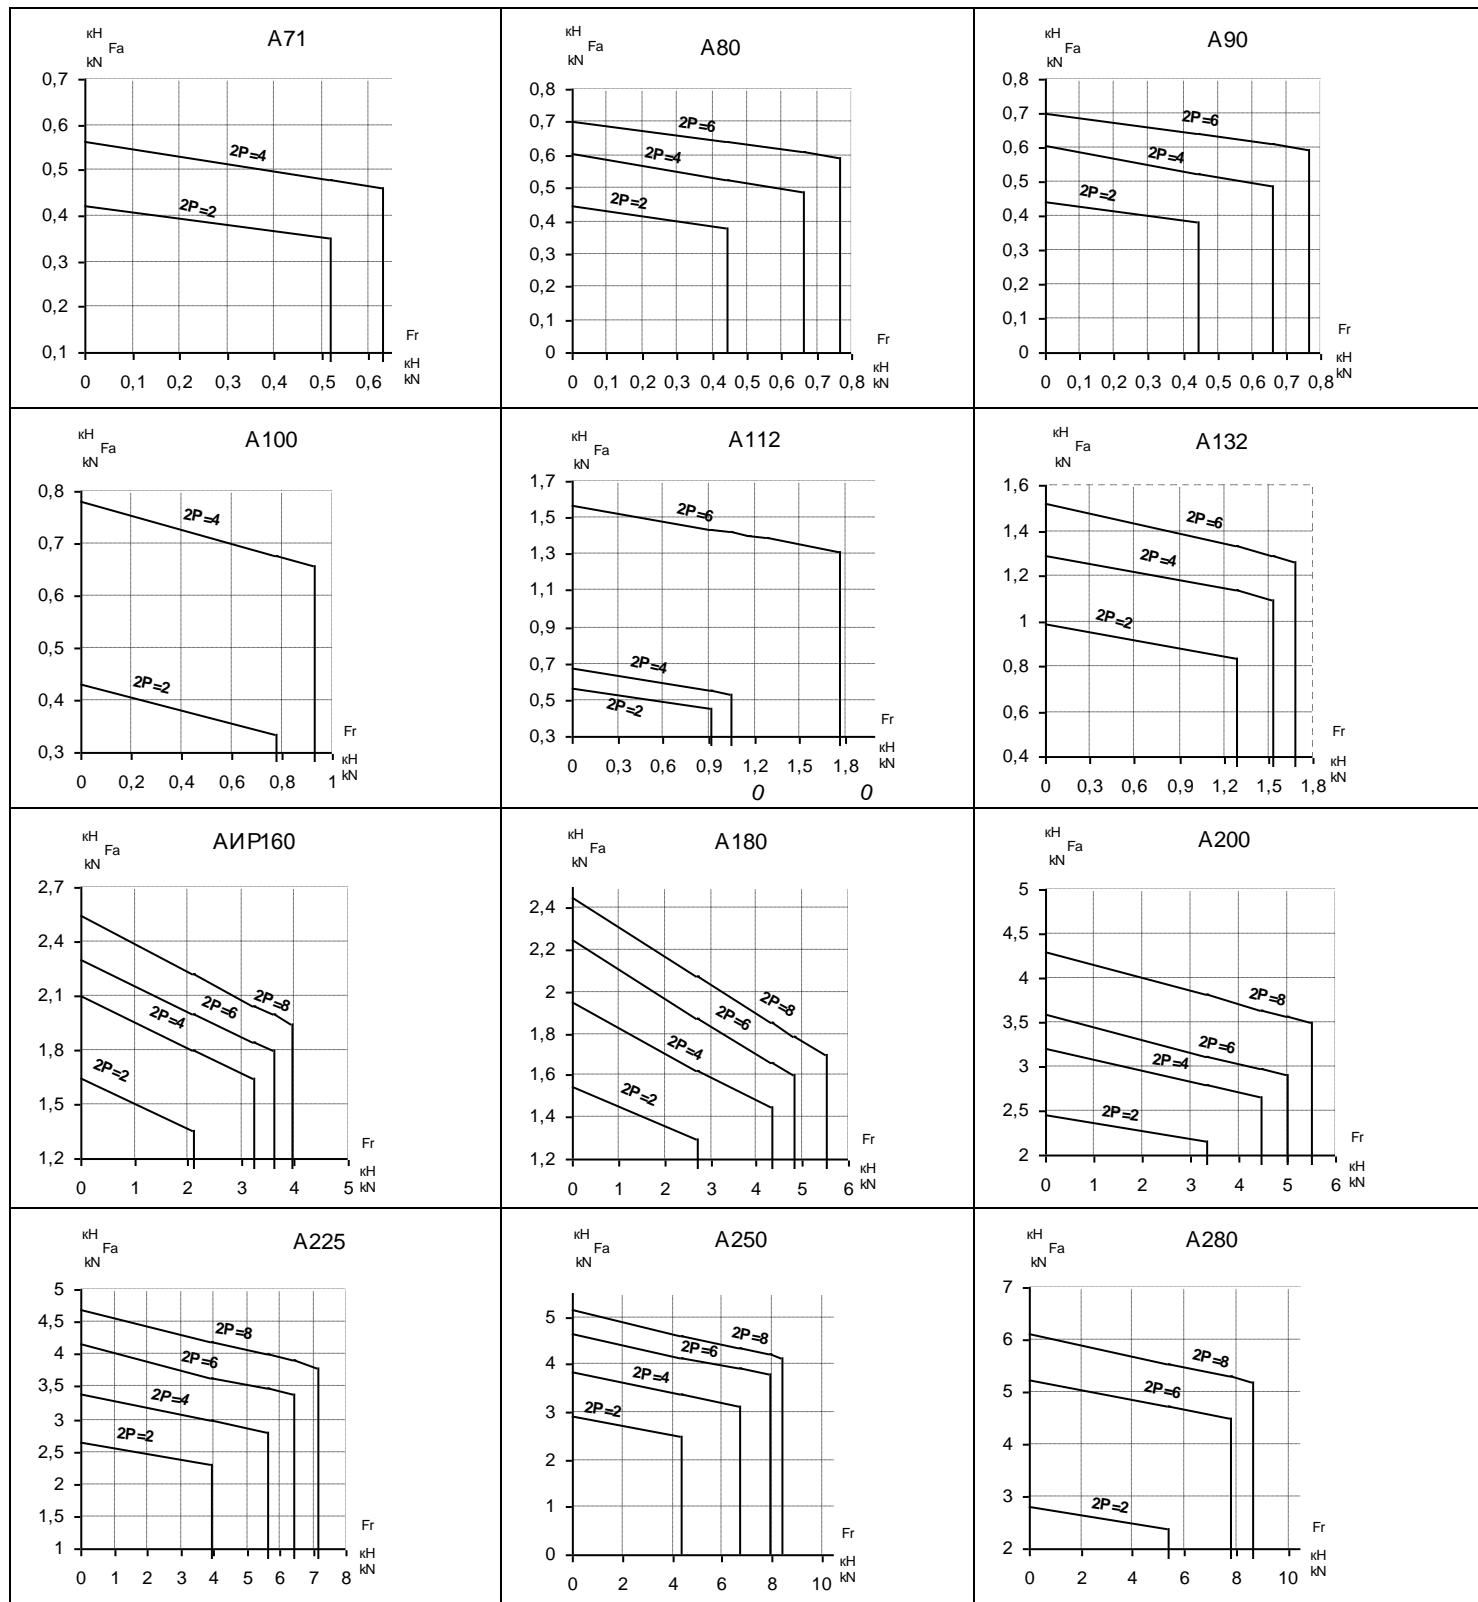 кН
Fa
kN
А71
0,7
0,6
0,5
0,4
0,3
0,2
0,1
2P=4
2P=2
Fr
кН
kN
0 0,1 0,2 0,3 0,4 0,5 0,6
кН
Fa
kN
А80
0,8
0,7
0,6
0,5
0,4
0,3
0,2
0,1
0
2P=6
2P=4
2P=2
Fr
кН
kN
0 0,1 0,2 0,3 0,4 0,5 0,6 0,7 0,8
кН
Fa
kN
А90
0,8
0,7
0,6
0,5
0,4
0,3
0,2
0,1
0
2P=6
2P=4
2P=2
Fr
кН
kN
0 0,1 0,2 0,3 0,4 0,5 0,6 0,7 0,8
кН
Fa
kN
А100
0,8
0,7
0,6
0,5
0,4
0,3
2P=4
2P=2
Fr
кН
kN
0 0,2 0,4 0,6 0,8 1
кН
Fa
kN
А112
1,7
1,5
1,3
1,1
0,9
0,7
0,5
0,3
2P=6
2P=4
2P=2
Fr
кН
kN
0 0,3 0,6 0,9 1,2 1,5 1,8
0 0
кН
Fa
kN
А132
1,6
1,4
1,2
1
0,8
0,6
0,4
2P=6
2P=4
2P=2
Fr
кН
kN
0 0,3 0,6 0,9 1,2 1,5 1,8
кН
Fa
kN
АИР160
2,7
2,4
2,1
1,8
1,5
1,2
2P=8
2P=6
2P=4
2P=2
Fr
кН
kN
0 1 2 3 4 5
кН
Fa
kN
А180
2,4
2,2
2
1,8
1,6
1,4
1,2
2P=8
2P=6
2P=4
2P=2
Fr
кН
kN
0 1 2 3 4 5 6
кН
Fa
kN
А200
5
4,5
4
3,5
3
2,5
2
2P=8
2P=6
2P=4
2P=2
Fr
кН
kN
0 1 2 3 4 5 6
кН
Fa
kN
А225
5
4,5
4
3,5
3
2,5
2
1,5
1
2P=8
2P=6
2P=4
2P=2
Fr
кН
kN
0 1 2 3 4 5 6 7 8
кН
Fa
kN
А250
5
4
3
2
1
0
2P=8
2P=6
2P=4
2P=2
Fr
кН
kN
0 2 4 6 8 10
кН
Fa
kN
А280
7
6
5
4
3
2
2P=8
2P=6
2P=2
Fr
кН
kN
0 2 4 6 8 10